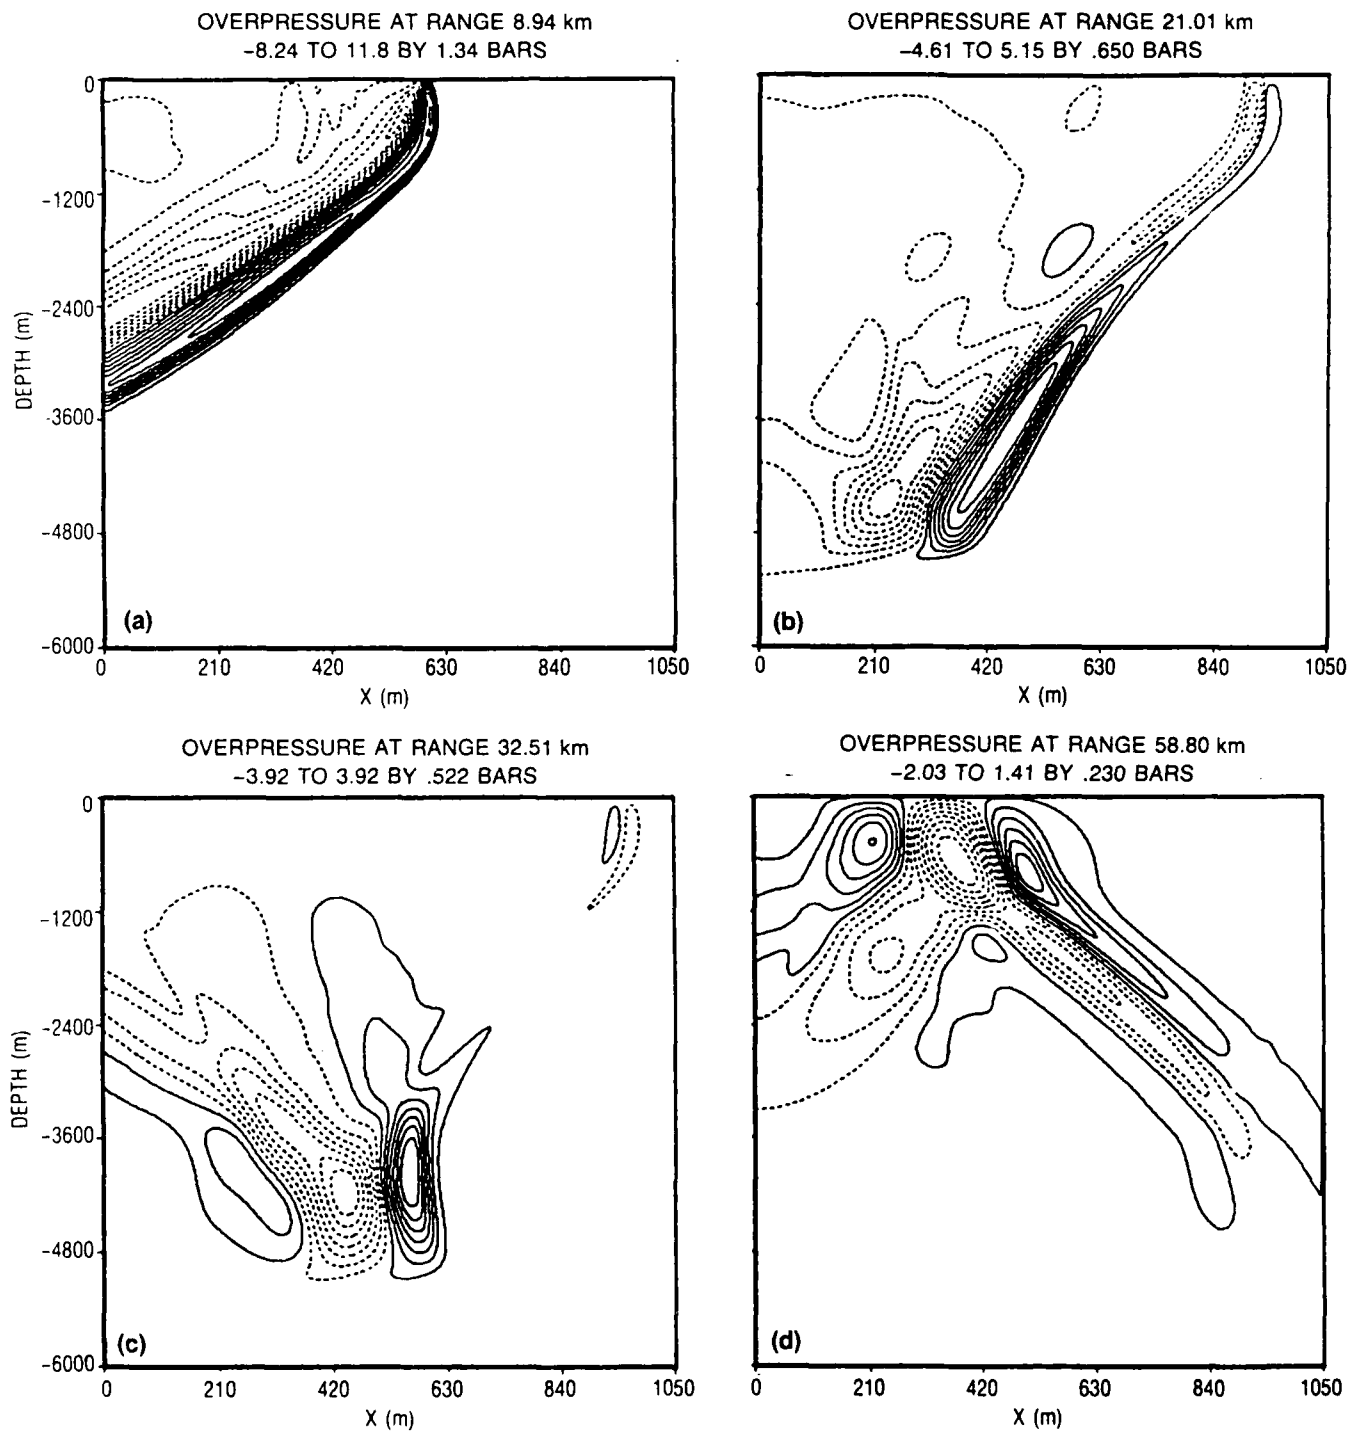 OVERPRESSURE AT RANGE 8.94 km
−8.24 TO 11.8 BY 1.34 BARS
0
−1200
−2400
−3600
−4800
−6000
DEPTH (m)
(a)
0 210 420 630 840 1050
X (m)
OVERPRESSURE AT RANGE 21.01 km
−4.61 TO 5.15 BY .650 BARS
(b)
0 210 420 630 840 1050
X (m)
OVERPRESSURE AT RANGE 32.51 km
−3.92 TO 3.92 BY .522 BARS
0
−1200
−2400
−3600
−4800
−6000
DEPTH (m)
(c)
0 210 420 630 840 1050
X (m)
OVERPRESSURE AT RANGE 58.80 km
−2.03 TO 1.41 BY .230 BARS
(d)
0 210 420 630 840 1050
X (m)